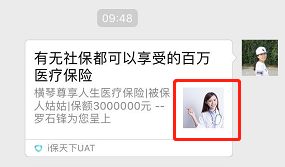 09:48
有无社保都可以享受的百万
医疗保险
横琴尊享人生医疗保险|被保
人姑姑|保额3000000元 --
罗石锋为您呈上
i保天下UAT